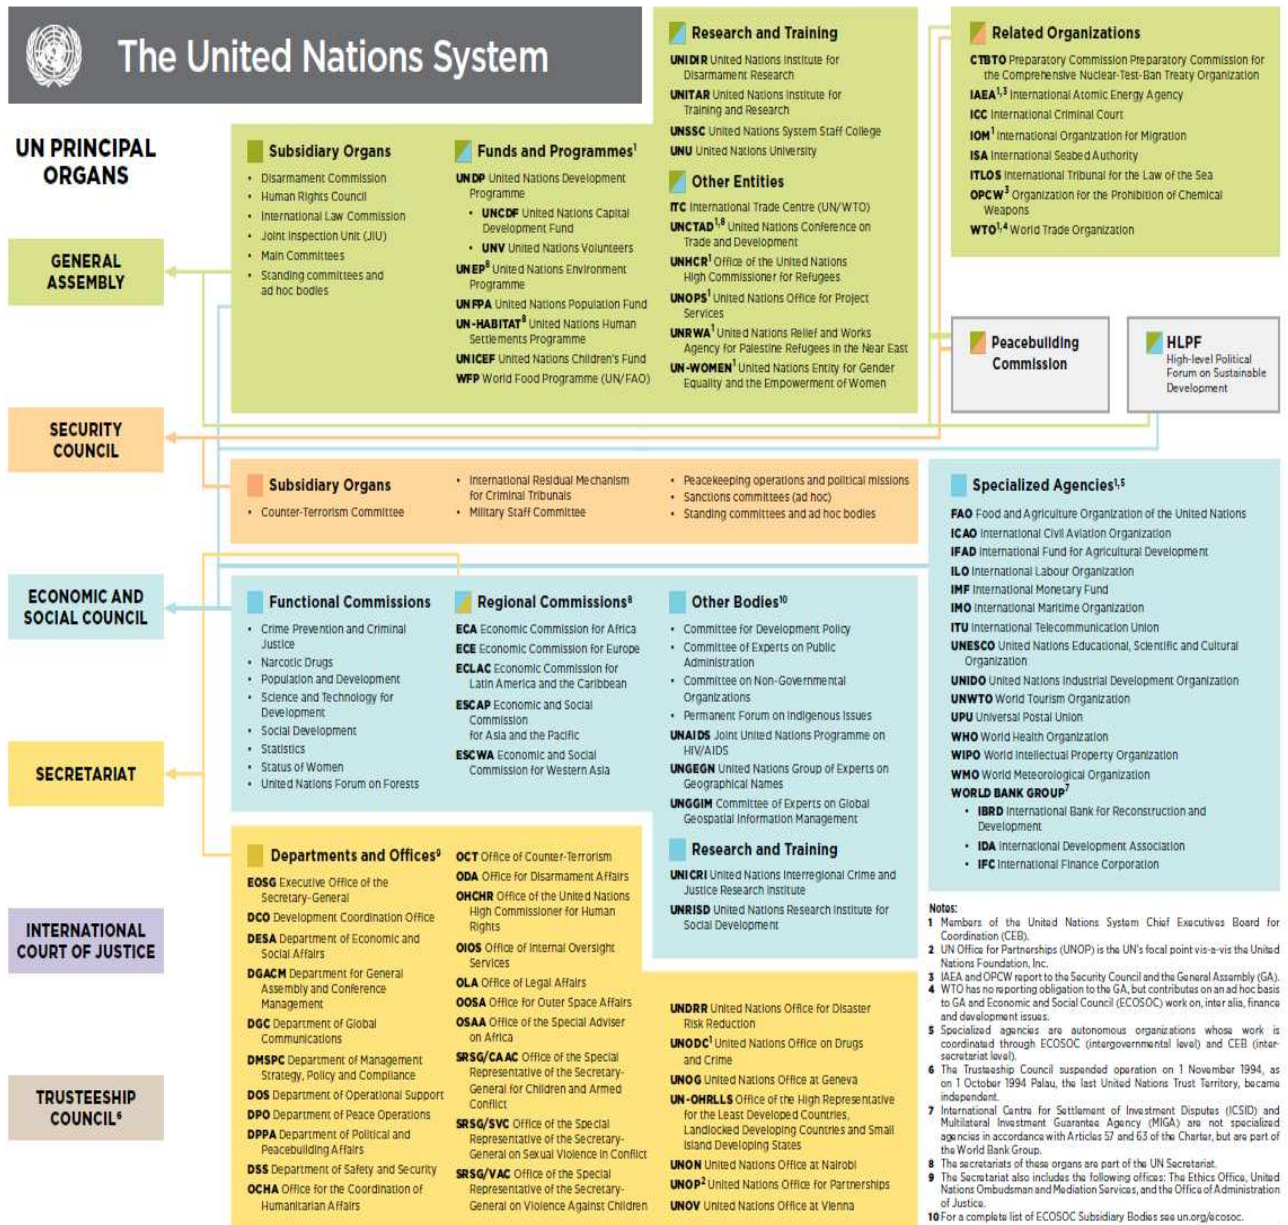 The United Nations System
UN PRINCIPAL
ORGANS
GENERAL
ASSEMBLY
SECURITY
COUNCIL
ECONOMIC AND
SOCIAL COUNCIL
SECRETARIAT
INTERNATIONAL
COURT OF JUSTICE
TRUSTEESHIP
COUNCIL⁶
Subsidiary Organs
• Disarmament Commission
• Human Rights Council
• International Law Commission
• Joint Inspection Unit (JIU)
• Main Committees
• Standing committees and
ad hoc bodies
Funds and Programmes¹
UNDP United Nations Development
Programme
• UNCDF United Nations Capital
Development Fund
• UNV United Nations Volunteers
UNEP⁸ United Nations Environment
Programme
UNFPA United Nations Population Fund
UN-HABITAT⁸ United Nations Human
Settlements Programme
UNICEF United Nations Children's Fund
WFP World Food Programme (UN/FAO)
Research and Training
UNIDIR United Nations Institute for
Disarmament Research
UNITAR United Nations Institute for
Training and Research
UNSSC United Nations System Staff College
UNU United Nations University
Other Entities
ITC International Trade Centre (UN/WTO)
UNCTAD¹,⁸ United Nations Conference on
Trade and Development
UNHCR¹ Office of the United Nations
High Commissioner for Refugees
UNOPS¹ United Nations Office for Project
Services
UNRWA¹ United Nations Relief and Works
Agency for Palestine Refugees in the Near East
UN-WOMEN¹ United Nations Entity for Gender
Equality and the Empowerment of Women
Related Organizations
CTBTO Preparatory Commission Preparatory Commission for
the Comprehensive Nuclear-Test-Ban Treaty Organization
IAEA¹,³ International Atomic Energy Agency
ICC International Criminal Court
IOM¹ International Organization for Migration
ISA International Seabed Authority
ITLOS International Tribunal for the Law of the Sea
OPCW³ Organization for the Prohibition of Chemical
Weapons
WTO¹,⁴ World Trade Organization
Peacebuilding
Commission
HLPF
High-level Political
Forum on Sustainable
Development
Subsidiary Organs
• Counter-Terrorism Committee
• International Residual Mechanism
for Criminal Tribunals
• Military Staff Committee
• Peacekeeping operations and political missions
• Sanctions committees (ad hoc)
• Standing committees and ad hoc bodies
Functional Commissions
• Crime Prevention and Criminal
Justice
• Narcotic Drugs
• Population and Development
• Science and Technology for
Development
• Social Development
• Statistics
• Status of Women
• United Nations Forum on Forests
Regional Commissions⁸
ECA Economic Commission for Africa
ECE Economic Commission for Europe
ECLAC Economic Commission for
Latin America and the Caribbean
ESCAP Economic and Social
Commission
for Asia and the Pacific
ESCWA Economic and Social
Commission for Western Asia
Other Bodies¹⁰
• Committee for Development Policy
• Committee of Experts on Public
Administration
• Committee on Non-Governmental
Organizations
• Permanent Forum on Indigenous Issues
UNAIDS Joint United Nations Programme on
HIV/AIDS
UNGEGN United Nations Group of Experts on
Geographical Names
UNGGIM Committee of Experts on Global
Geospatial Information Management
Research and Training
UNICRI United Nations Interregional Crime and
Justice Research Institute
UNRISD United Nations Research Institute for
Social Development
Specialized Agencies¹,⁵
FAO Food and Agriculture Organization of the United Nations
ICAO International Civil Aviation Organization
IFAD International Fund for Agricultural Development
ILO International Labour Organization
IMF International Monetary Fund
IMO International Maritime Organization
ITU International Telecommunication Union
UNESCO United Nations Educational, Scientific and Cultural
Organization
UNIDO United Nations Industrial Development Organization
UNWTO World Tourism Organization
UPU Universal Postal Union
WHO World Health Organization
WIPO World Intellectual Property Organization
WMO World Meteorological Organization
WORLD BANK GROUP⁷
• IBRD International Bank for Reconstruction and
Development
• IDA International Development Association
• IFC International Finance Corporation
Departments and Offices⁹
EOSG Executive Office of the
Secretary-General
DCO Development Coordination Office
DESA Department of Economic and
Social Affairs
DGACM Department for General
Assembly and Conference
Management
DGC Department of Global
Communications
DMSPC Department of Management
Strategy, Policy and Compliance
DOS Department of Operational Support
DPO Department of Peace Operations
DPPA Department of Political and
Peacebuilding Affairs
DSS Department of Safety and Security
OCHA Office for the Coordination of
Humanitarian Affairs
OCT Office of Counter-Terrorism
ODA Office for Disarmament Affairs
OHCHR Office of the United Nations
High Commissioner for Human
Rights
OIOS Office of Internal Oversight
Services
OLA Office of Legal Affairs
OOSA Office for Outer Space Affairs
OSAA Office of the Special Adviser
on Africa
SRSG/CAAC Office of the Special
Representative of the Secretary-
General for Children and Armed
Conflict
SRSG/SVC Office of the Special
Representative of the Secretary-
General on Sexual Violence in Conflict
SRSG/VAC Office of the Special
Representative of the Secretary-
General on Violence Against Children
UNDRR United Nations Office for Disaster
Risk Reduction
UNODC¹ United Nations Office on Drugs
and Crime
UNOG United Nations Office at Geneva
UN-OHRLLS Office of the High Representative
for the Least Developed Countries,
Landlocked Developing Countries and Small
Island Developing States
UNON United Nations Office at Nairobi
UNOP² United Nations Office for Partnerships
UNOV United Nations Office at Vienna
Notes:
1 Members of the United Nations System Chief Executives Board for
Coordination (CEB).
2 UN Office for Partnerships (UNOP) is the UN's focal point vis-a-vis the United
Nations Foundation, Inc.
3 IAEA and OPCW report to the Security Council and the General Assembly (GA).
4 WTO has no reporting obligation to the GA, but contributes on an ad hoc basis
to GA and Economic and Social Council (ECOSOC) work on, inter alia, finance
and development issues.
5 Specialized agencies are autonomous organizations whose work is
coordinated through ECOSOC (intergovernmental level) and CEB (inter-
secretariat level).
6 The Trusteeship Council suspended operation on 1 November 1994, as
on 1 October 1994 Palau, the last United Nations Trust Territory, became
independent.
7 International Centre for Settlement of Investment Disputes (ICSID) and
Multilateral Investment Guarantee Agency (MIGA) are not specialized
agencies in accordance with Articles 57 and 63 of the Charter, but are part of
the World Bank Group.
8 The secretariats of these organs are part of the UN Secretariat.
9 The Secretariat also includes the following offices: The Ethics Office, United
Nations Ombudsman and Mediation Services, and the Office of Administration
of Justice.
10 For a complete list of ECOSOC Subsidiary Bodies see un.org/ecosoc.